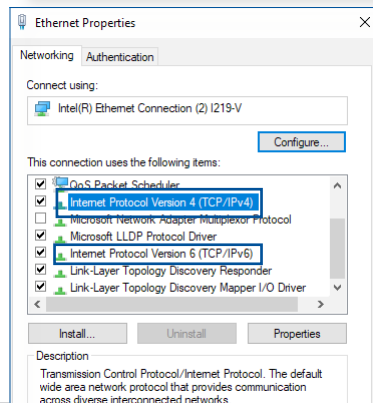 Ethernet Properties
Networking Authentication
Connect using:
Intel(R) Ethernet Connection (2) I219-V
Configure...
This connection uses the following items:
QoS Packet Scheduler
Internet Protocol Version 4 (TCP/IPv4)
Microsoft Network Adapter Multiplexor Protocol
Microsoft LLDP Protocol Driver
Internet Protocol Version 6 (TCP/IPv6)
Link-Layer Topology Discovery Responder
Link-Layer Topology Discovery Mapper I/O Driver
Install... Uninstall Properties
Description
Transmission Control Protocol/Internet Protocol. The default
wide area network protocol that provides communication
across diverse interconnected networks.